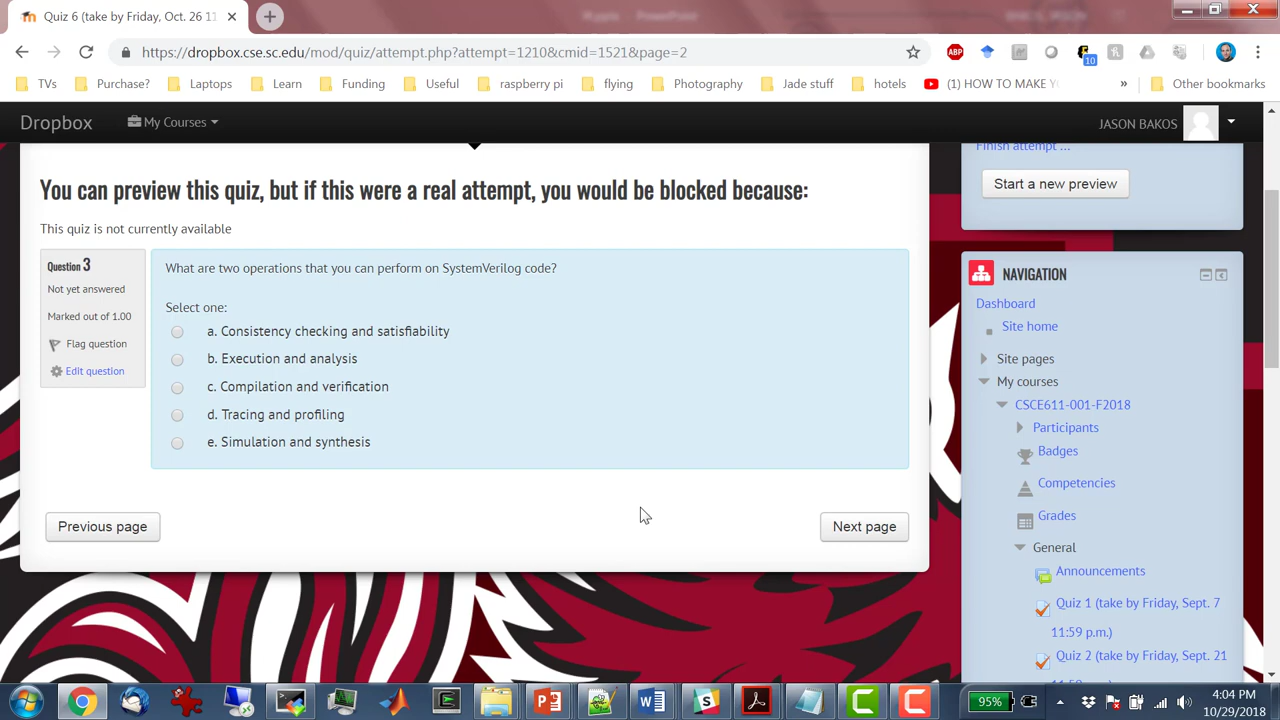 Quiz 6 (take by Friday, Oct. 26 11
https://dropbox.cse.sc.edu/mod/quiz/attempt.php?attempt=1210&cmid=1521&page=2
ABP
10
TVs
Purchase?
Laptop
Learn
Funding
Useful
raspberry pi
flying
Photography
Jade stuff
hotels
(1) HOW TO MAKE YO
»
Other bookmarks
Dropbox
My Courses
JASON BAKOS
Finish attempt ...
Start a new preview
You can preview this quiz, but if this were a real attempt, you would be blocked because:
This quiz is not currently available
Question 3
Not yet answered
Marked out of 1.00
Flag question
Edit question
What are two operations that you can perform on SystemVerilog code?
Select one:
a. Consistency checking and satisfiability
b. Execution and analysis
c. Compilation and verification
d. Tracing and profiling
e. Simulation and synthesis
Previous page
Next page
NAVIGATION
Dashboard
Site home
Site pages
My courses
CSCE611-001-F2018
Participants
Badges
Competencies
Grades
General
Announcements
Quiz 1 (take by Friday, Sept. 7
11:59 p.m.)
Quiz 2 (take by Friday, Sept. 21
95%
4:04 PM
10/29/2018